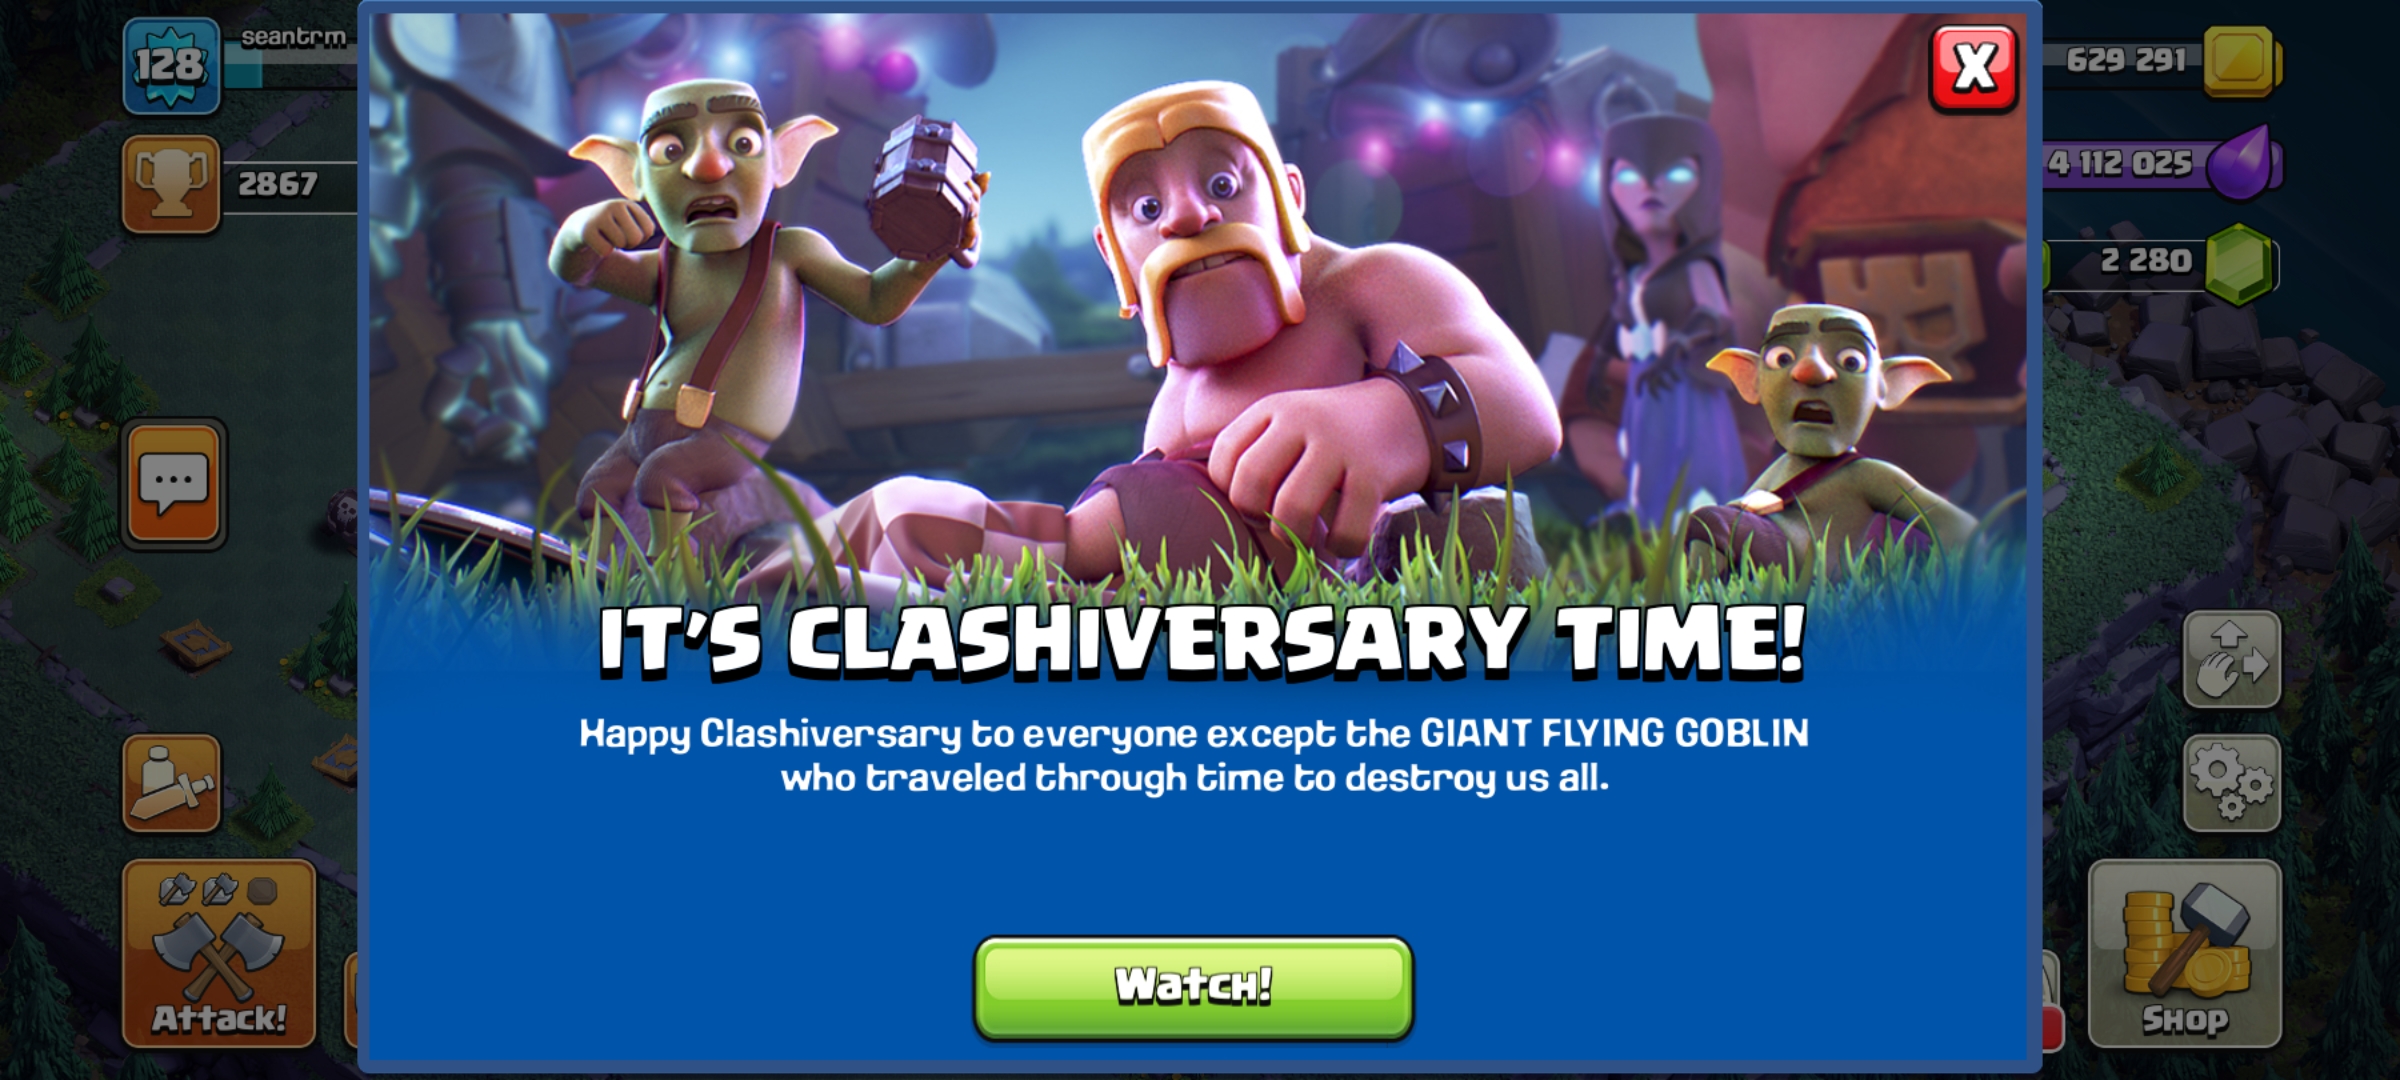 128
seantrm
2867
629 291
4 112 025
2 280
X
IT'S CLASHIVERSARY TIME!
Happy Clashiversary to everyone except the GIANT FLYING GOBLIN
who traveled through time to destroy us all.
Watch!
Attack!
Shop